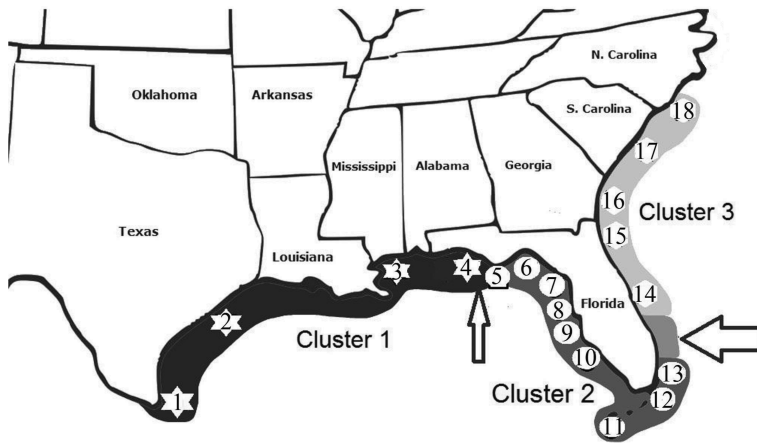 N. Carolina
Oklahoma
Arkansas
S. Carolina
18
Mississippi
Alabama
Georgia
17
16
Cluster 3
Texas
15
Louisiana
3
4
5
6
7
14
Florida
8
2
9
Cluster 1
10
13
Cluster 2
12
1
11